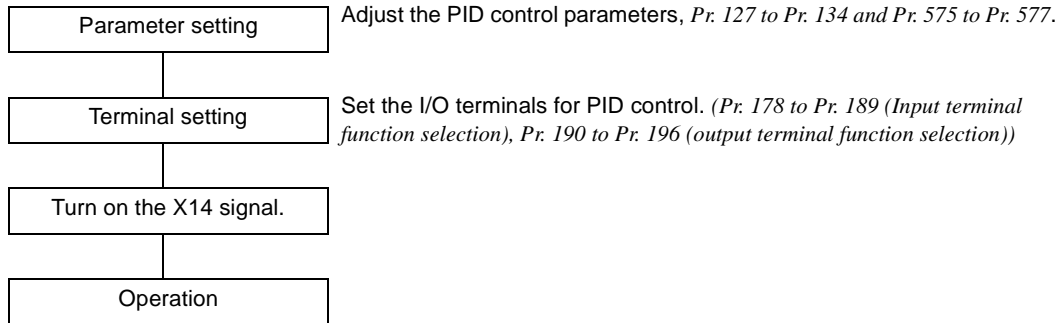 Parameter setting
Adjust the PID control parameters, Pr. 127 to Pr. 134 and Pr. 575 to Pr. 577.
Terminal setting
Set the I/O terminals for PID control. (Pr. 178 to Pr. 189 (Input terminal
function selection), Pr. 190 to Pr. 196 (output terminal function selection))
Turn on the X14 signal.
Operation